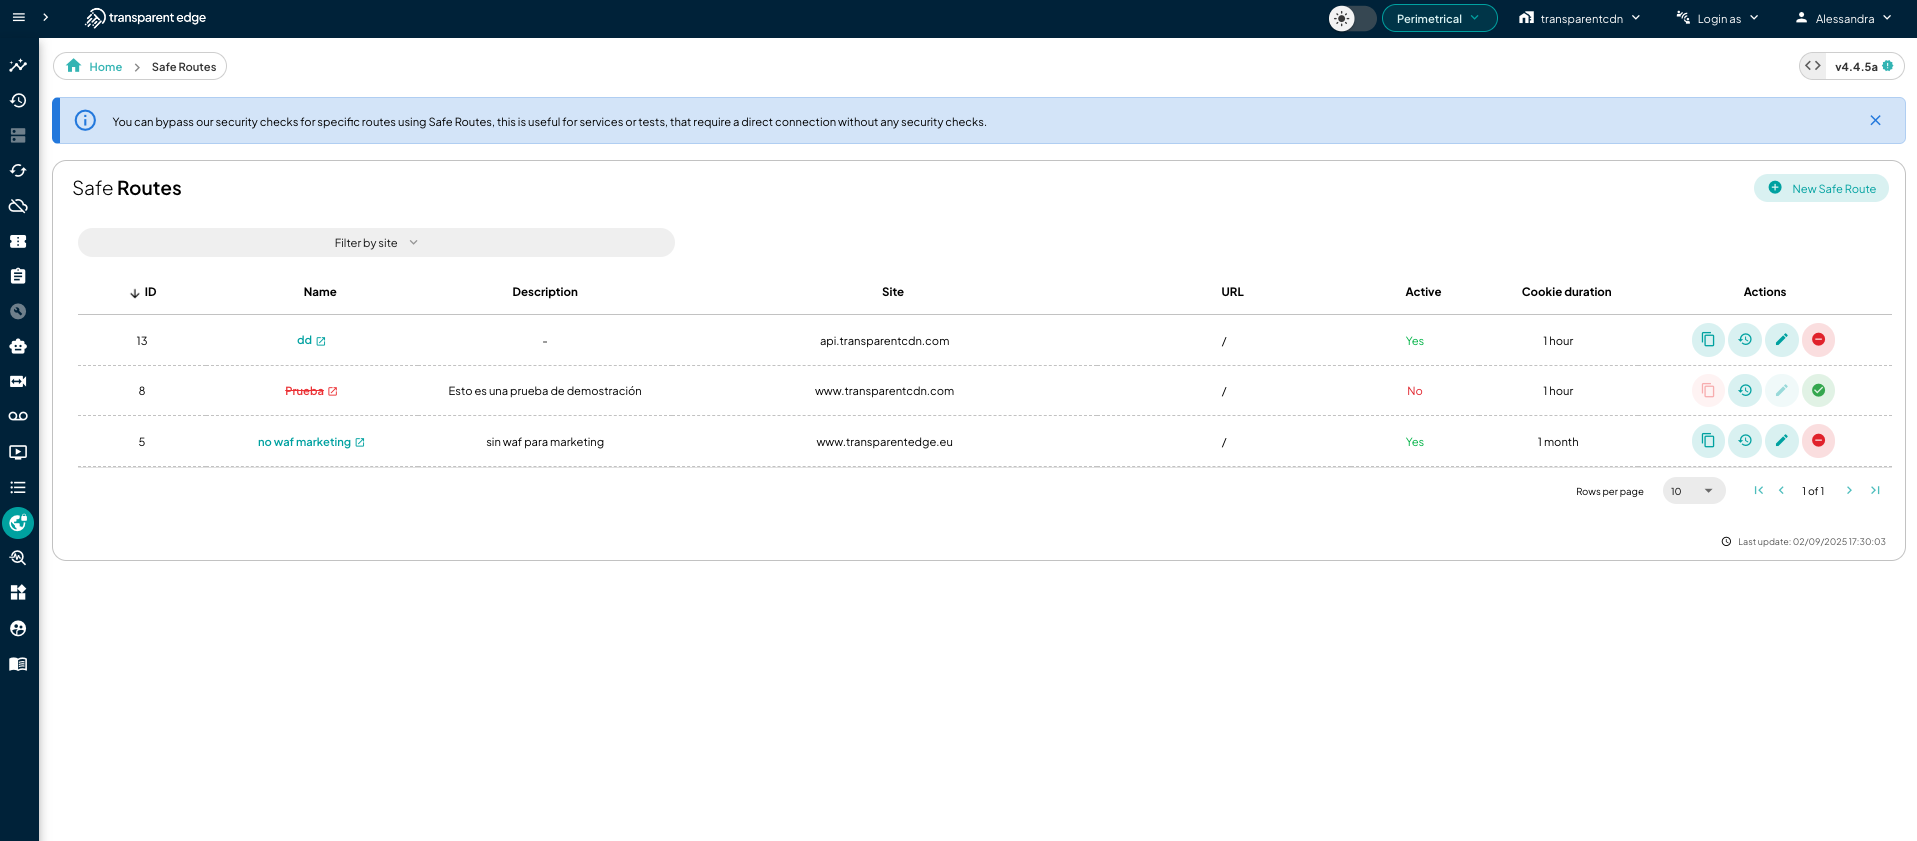 transparent edge
Perimetrical
transparentcdn
Login as
Alessandra
Home > Safe Routes
v4.4.5a
You can bypass our security checks for specific routes using Safe Routes, this is useful for services or tests, that require a direct connection without any security checks.
Safe Routes
New Safe Route
Filter by site
ID Name Description Site URL Active Cookie duration Actions
13 dd - api.transparentcdn.com / Yes 1 hour
8 Prueba Esto es una prueba de demostración www.transparentcdn.com / No 1 hour
5 no waf marketing sin waf para marketing www.transparentedge.eu / Yes 1 month
Rows per page 10 1 of 1
Last update: 02/09/2025 17:30:03